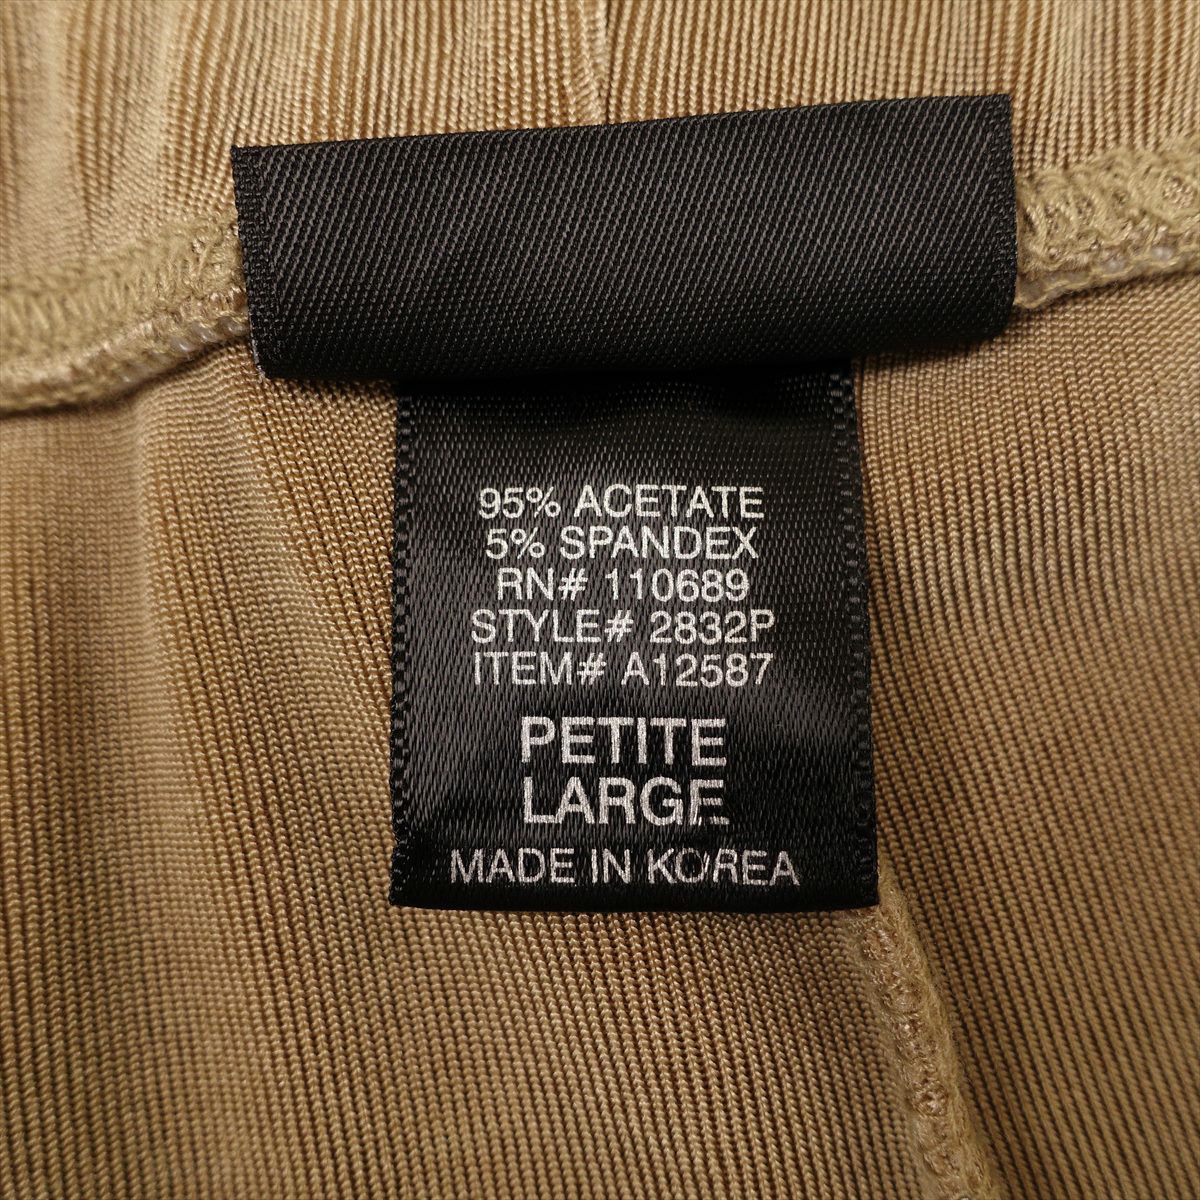 95% ACETATE
5% SPANDEX
RN# 110689
STYLE# 2832P
ITEM# A12587
PETITE
LARGE
MADE IN KOREA